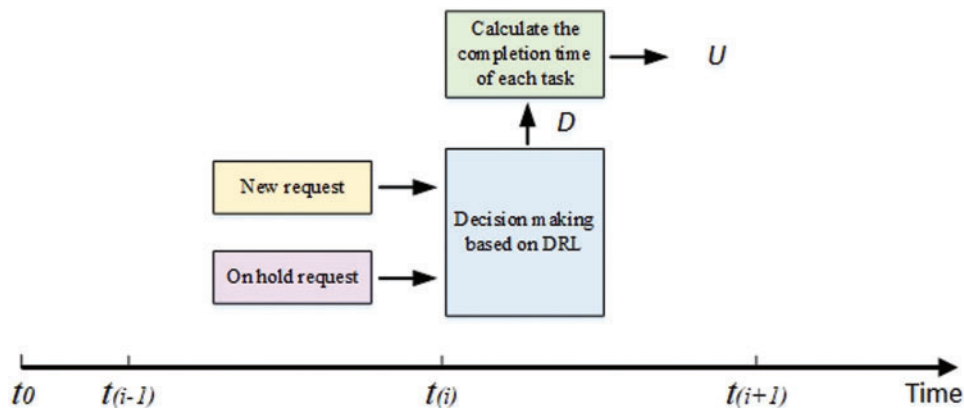 Calculate the
completion time
of each task
U
D
New request
Decision making
based on DRL
On hold request
t0
t(i-1)
t(i)
t(i+1)
Time